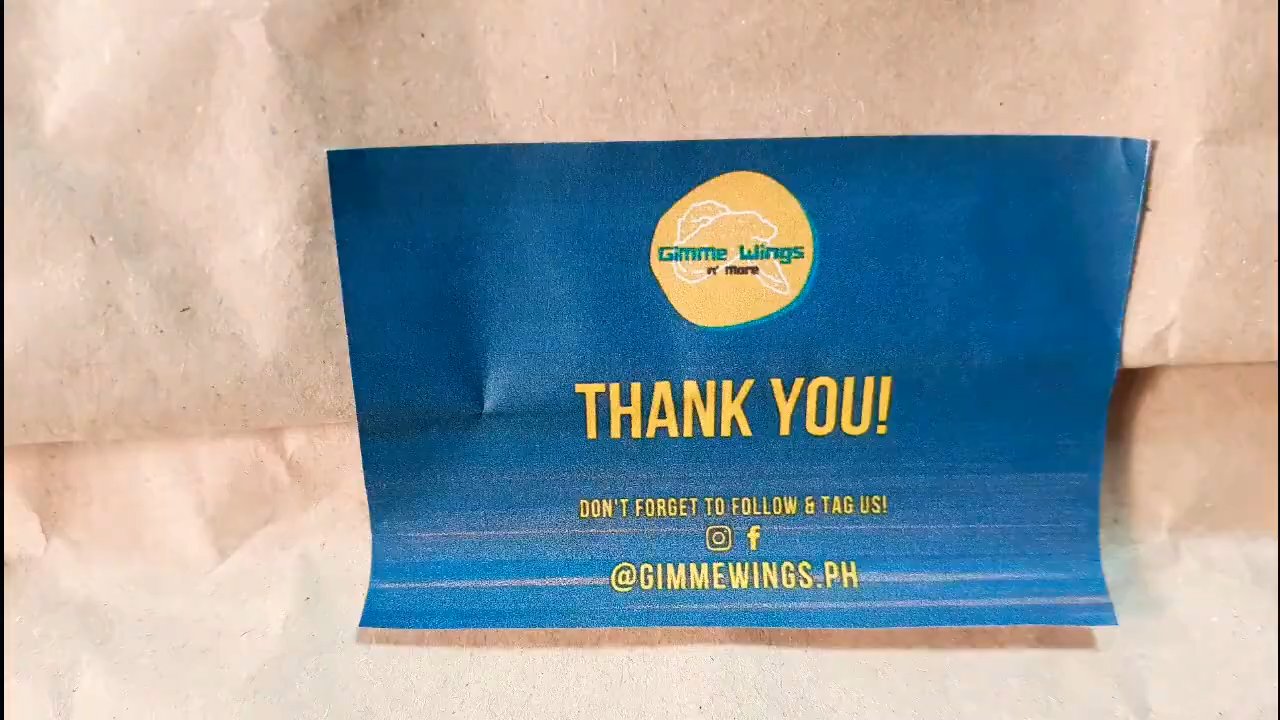 Gimme Wings
n' More
THANK YOU!
DON'T FORGET TO FOLLOW & TAG US!
@GIMMEWINGS.PH